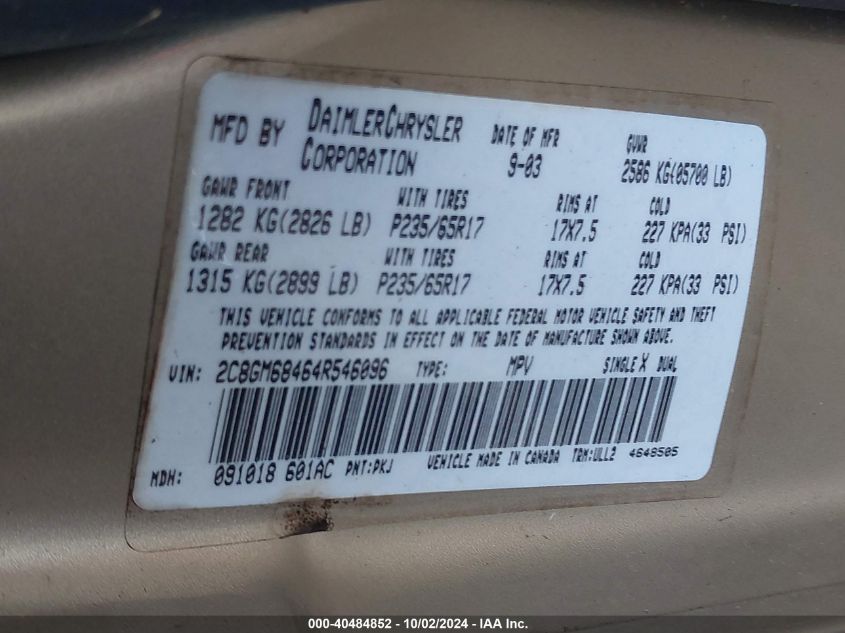 MFD BY DAIMLERCHRYSLER CORPORATION DATE OF MFR 9-03 GVWR 2586 KG(05700 LB)
GAWR FRONT WITH TIRES RIMS AT COLD
1282 KG(2826 LB) P235/65R17 17X7.5 227 KPA(33 PSI)
GAWR REAR WITH TIRES RIMS AT COLD
1315 KG(2899 LB) P235/65R17 17X7.5 227 KPA(33 PSI)
THIS VEHICLE CONFORMS TO ALL APPLICABLE FEDERAL MOTOR VEHICLE SAFETY AND THEFT
PREVENTION STANDARDS IN EFFECT ON THE DATE OF MANUFACTURE SHOWN ABOVE.
VIN: 2C8GM68464R546096 TYPE: MPV SINGLE X DUAL
MDH: 091018 601AC PNT:PKJ VEHICLE MADE IN CANADA TRM:ULL2 4648505
000-40484852 - 10/02/2024 - IAA Inc.